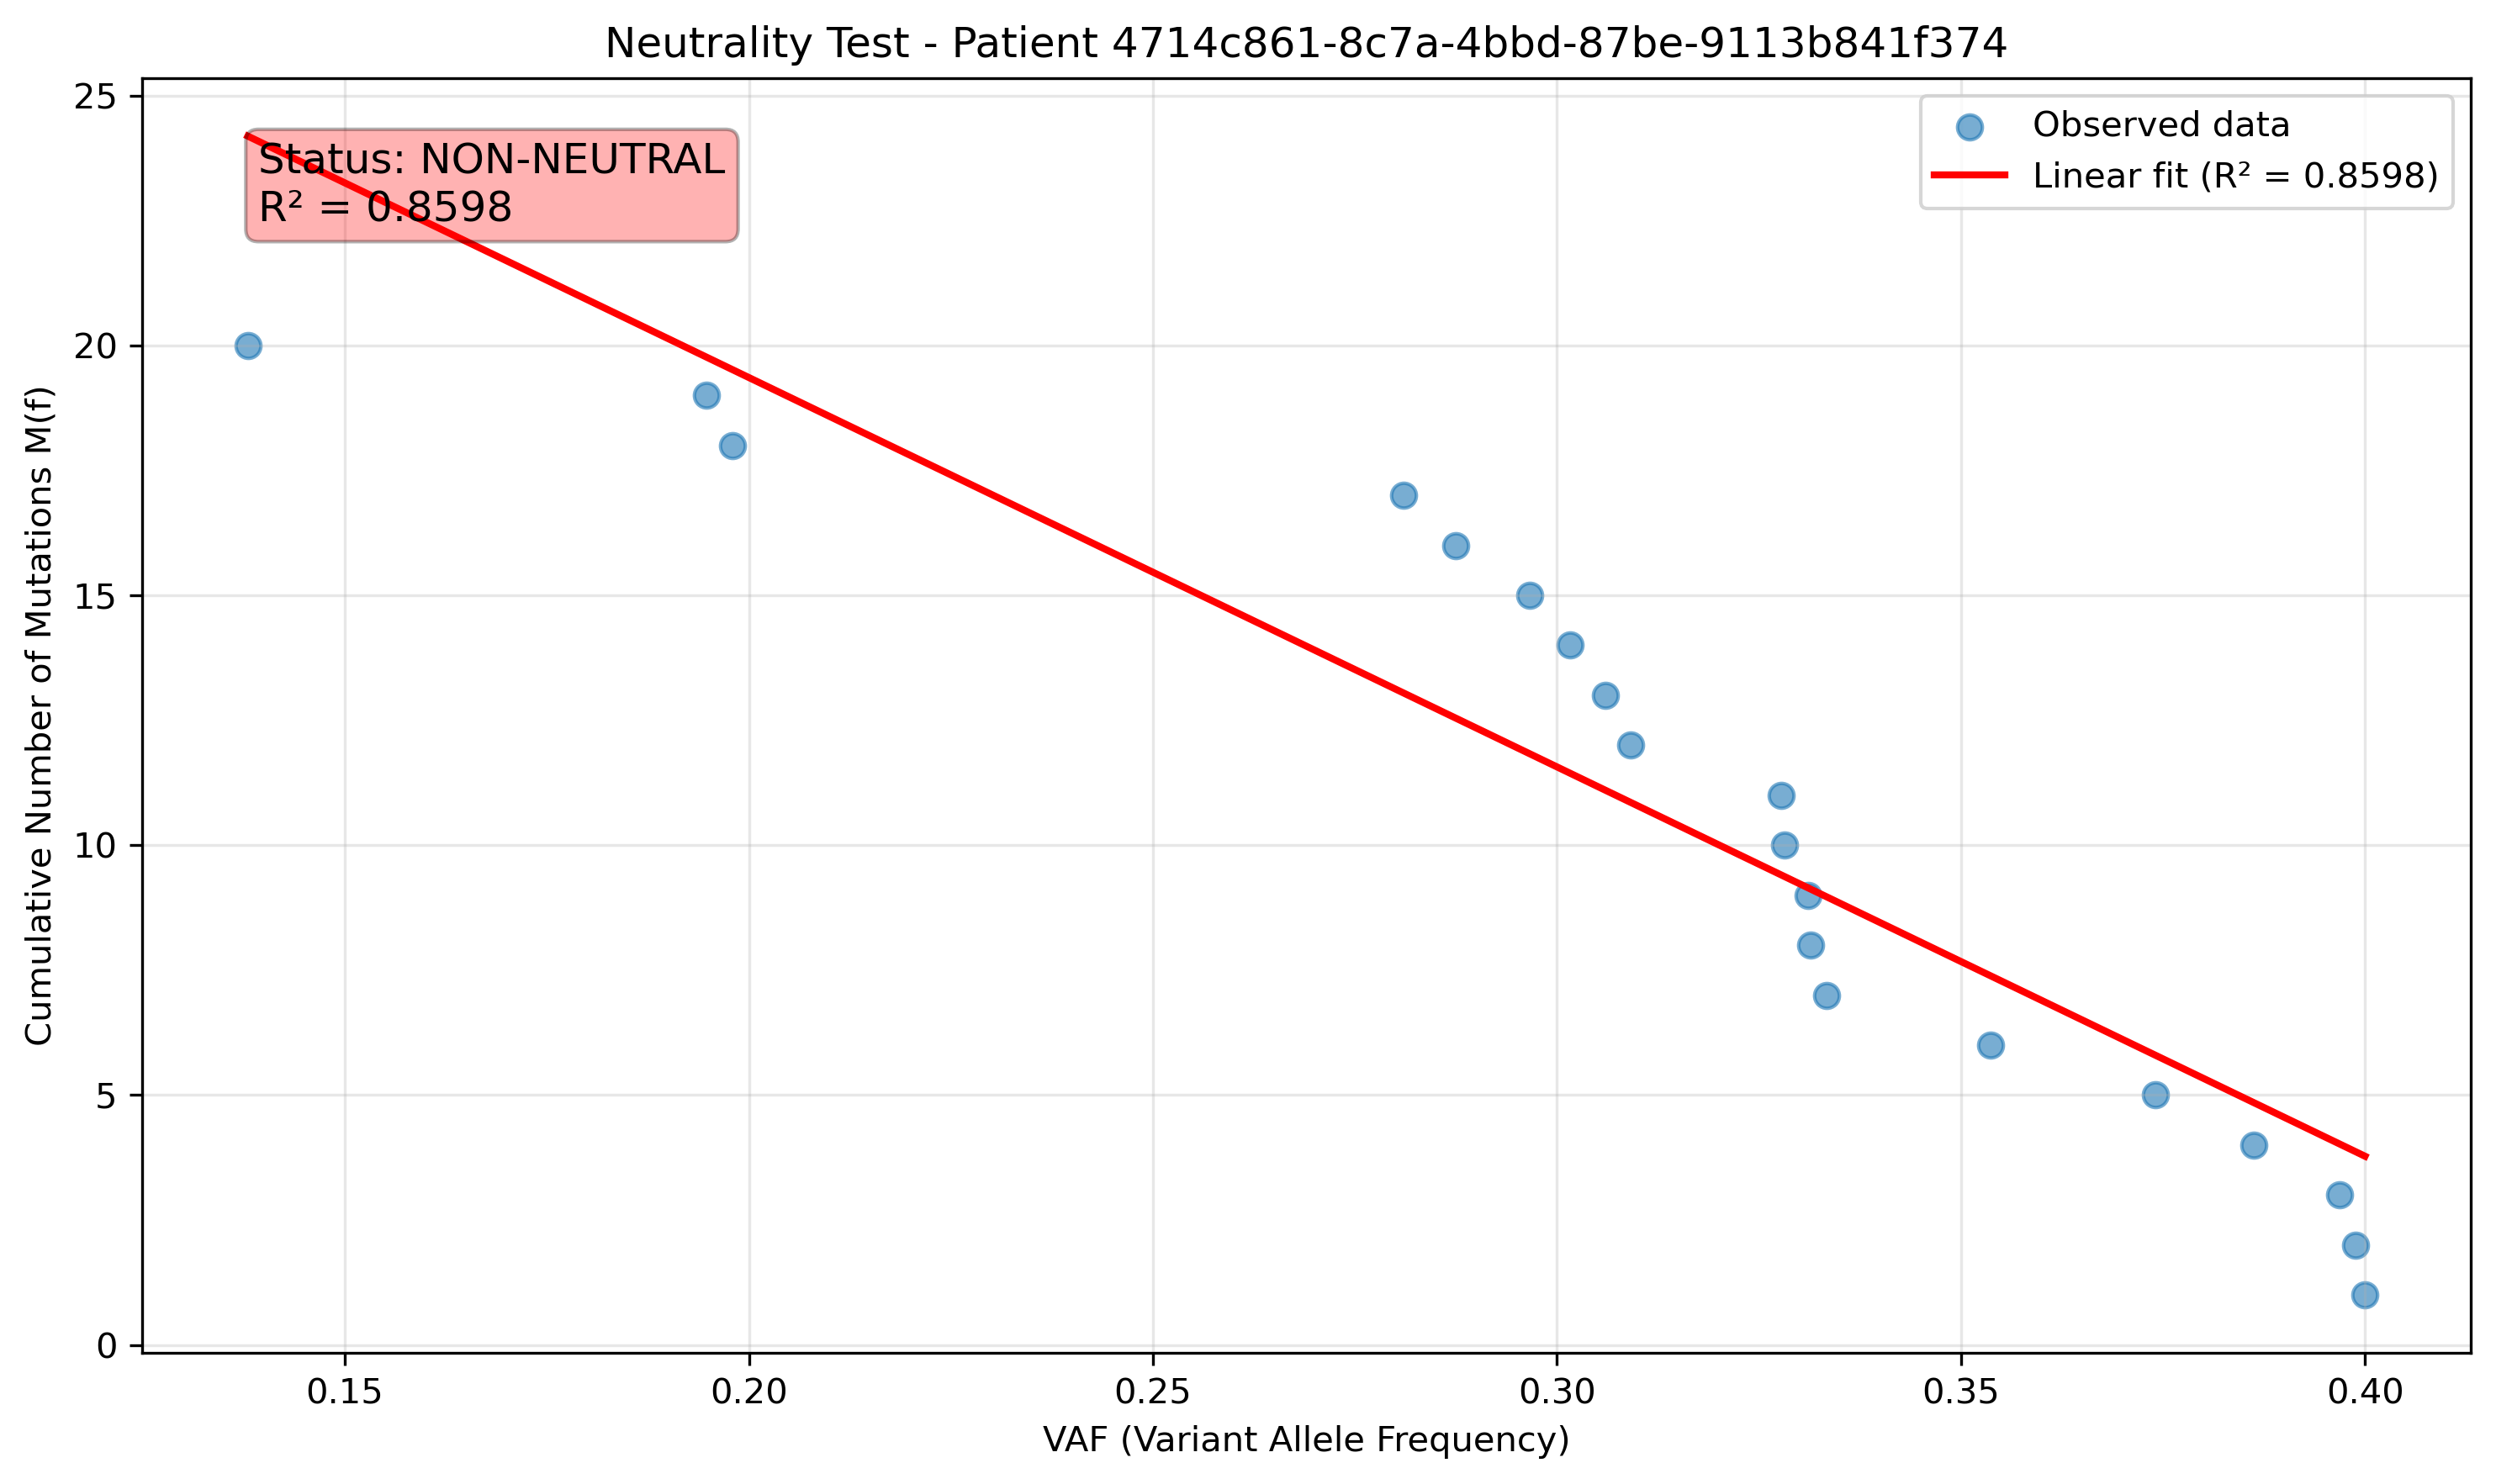 Neutrality Test - Patient 4714c861-8c7a-4bbd-87be-9113b841f374
Status: NON-NEUTRAL
R² = 0.8598
Observed data
Linear fit (R² = 0.8598)
Cumulative Number of Mutations M(f)
25
20
15
10
5
0
0.15 0.20 0.25 0.30 0.35 0.40
VAF (Variant Allele Frequency)